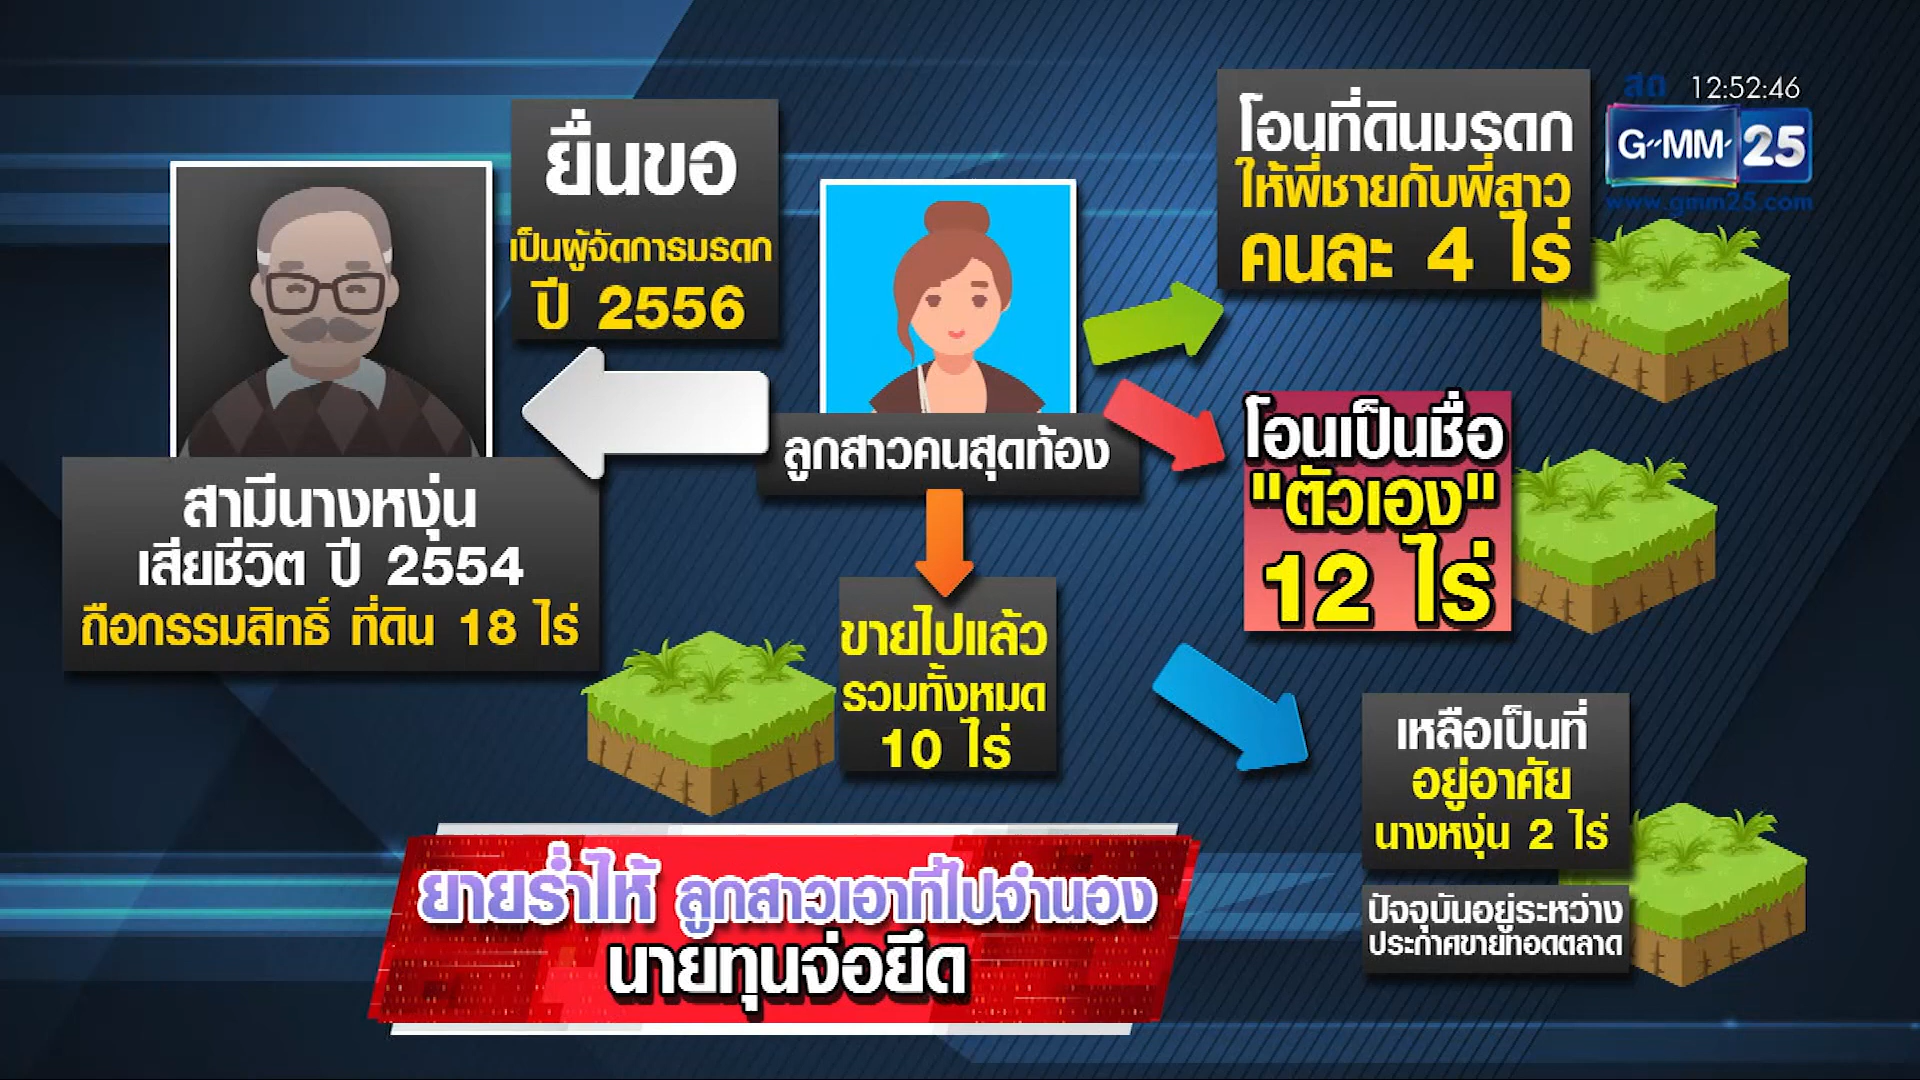 สด 12:52:46
G"MM' 25
www.gmm25.com
ยื่นขอ
เป็นผู้จัดการมรดก
ปี 2556
โอนที่ดินมรดก
ให้พี่ชายกับพี่สาว
คนละ 4 ไร่
ลูกสาวคนสุดท้อง
โอนเป็นชื่อ
"ตัวเอง"
12 ไร่
สามีนางหงุ่น
เสียชีวิต ปี 2554
ถือกรรมสิทธิ์ ที่ดิน 18 ไร่
ขายไปแล้ว
รวมทั้งหมด
10 ไร่
เหลือเป็นที่
อยู่อาศัย
นางหงุ่น 2 ไร่
ปัจจุบันอยู่ระหว่าง
ประกาศขายทอดตลาด
ยายร่ำไห้ ลูกสาวเอาที่ไปจำนอง
นายทุนจ่อยึด